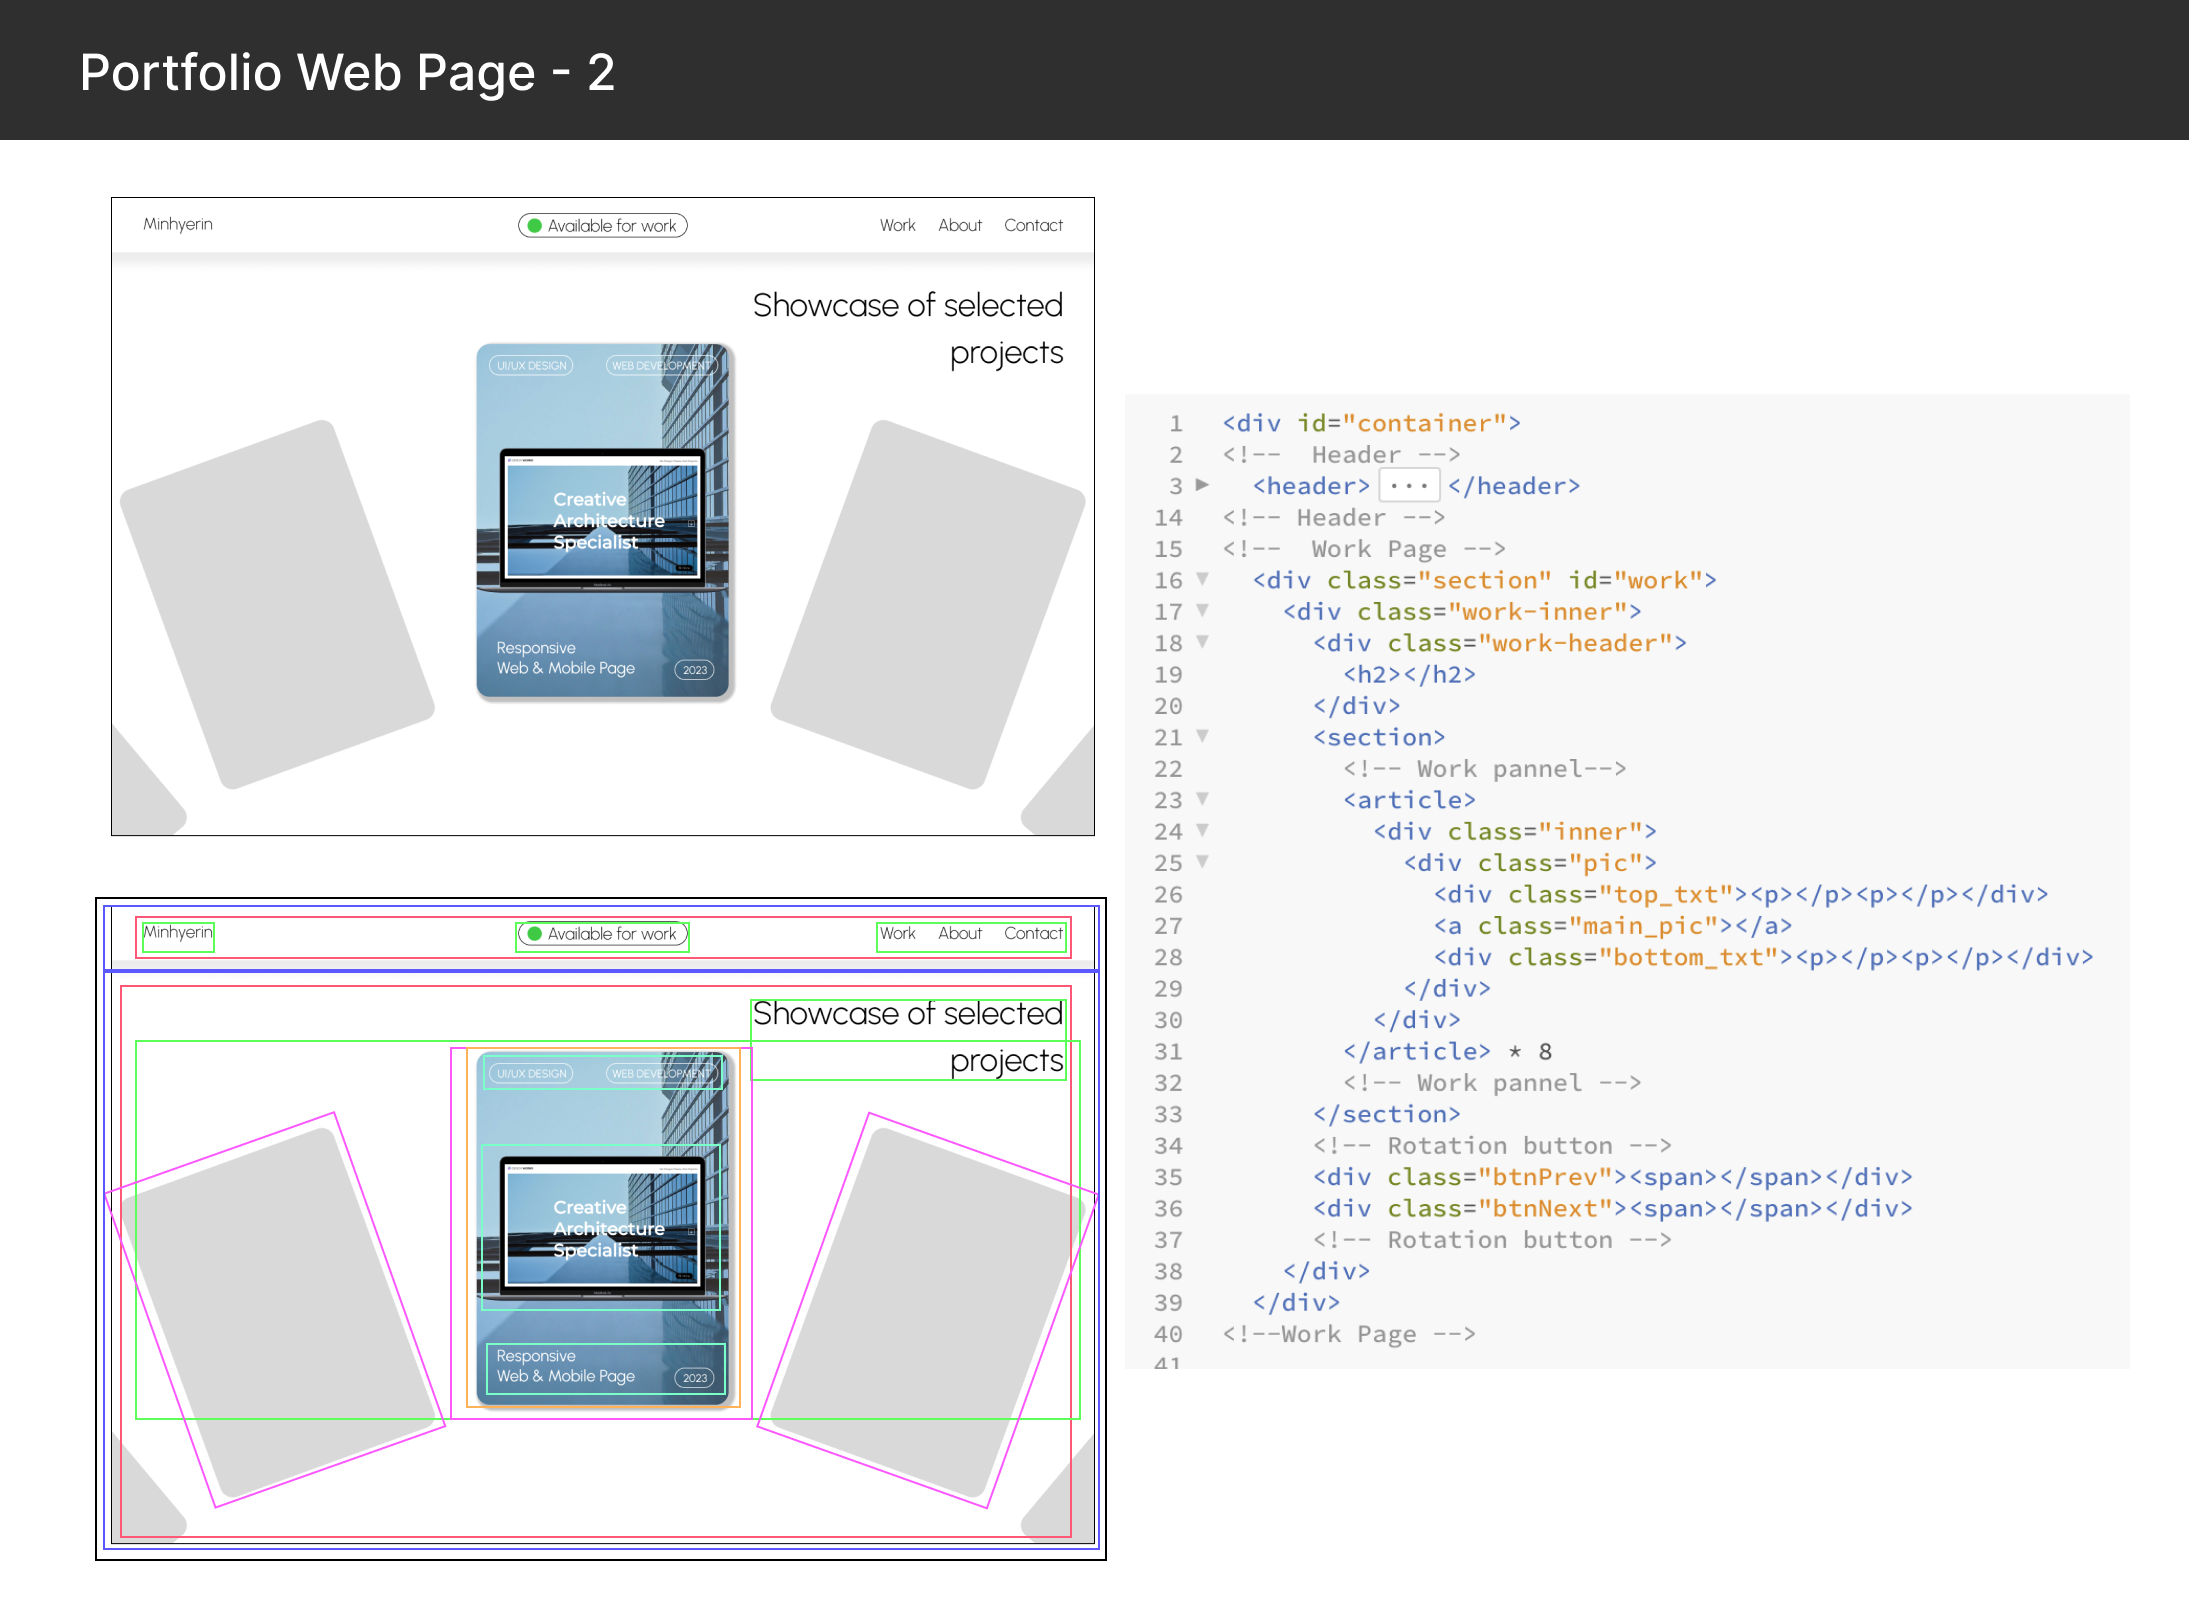 Portfolio Web Page - 2
Minhyerin
Available for work
Work About Contact
Showcase of selected
projects
UI/UX DESIGN WEB DEVELOPMENT
Creative
Architecture
Specialist
Responsive
Web & Mobile Page
2023
Minhyerin
Available for work
Work About Contact
Showcase of selected
projects
UI/UX DESIGN WEB DEVELOPMENT
Creative
Architecture
Specialist
Responsive
Web & Mobile Page
2023
1 <div id="container">
2 <!--  Header -->
3 <header> ... </header>
14 <!-- Header -->
15 <!--  Work Page -->
16 <div class="section" id="work">
17 <div class="work-inner">
18 <div class="work-header">
19 <h2></h2>
20 </div>
21 <section>
22 <!-- Work pannel-->
23 <article>
24 <div class="inner">
25 <div class="pic">
26 <div class="top_txt"><p></p><p></p></div>
27 <a class="main_pic"></a>
28 <div class="bottom_txt"><p></p><p></p></div>
29 </div>
30 </div>
31 </article> * 8
32 <!-- Work pannel -->
33 </section>
34 <!-- Rotation button -->
35 <div class="btnPrev"><span></span></div>
36 <div class="btnNext"><span></span></div>
37 <!-- Rotation button -->
38 </div>
39 </div>
40 <!--Work Page -->
41